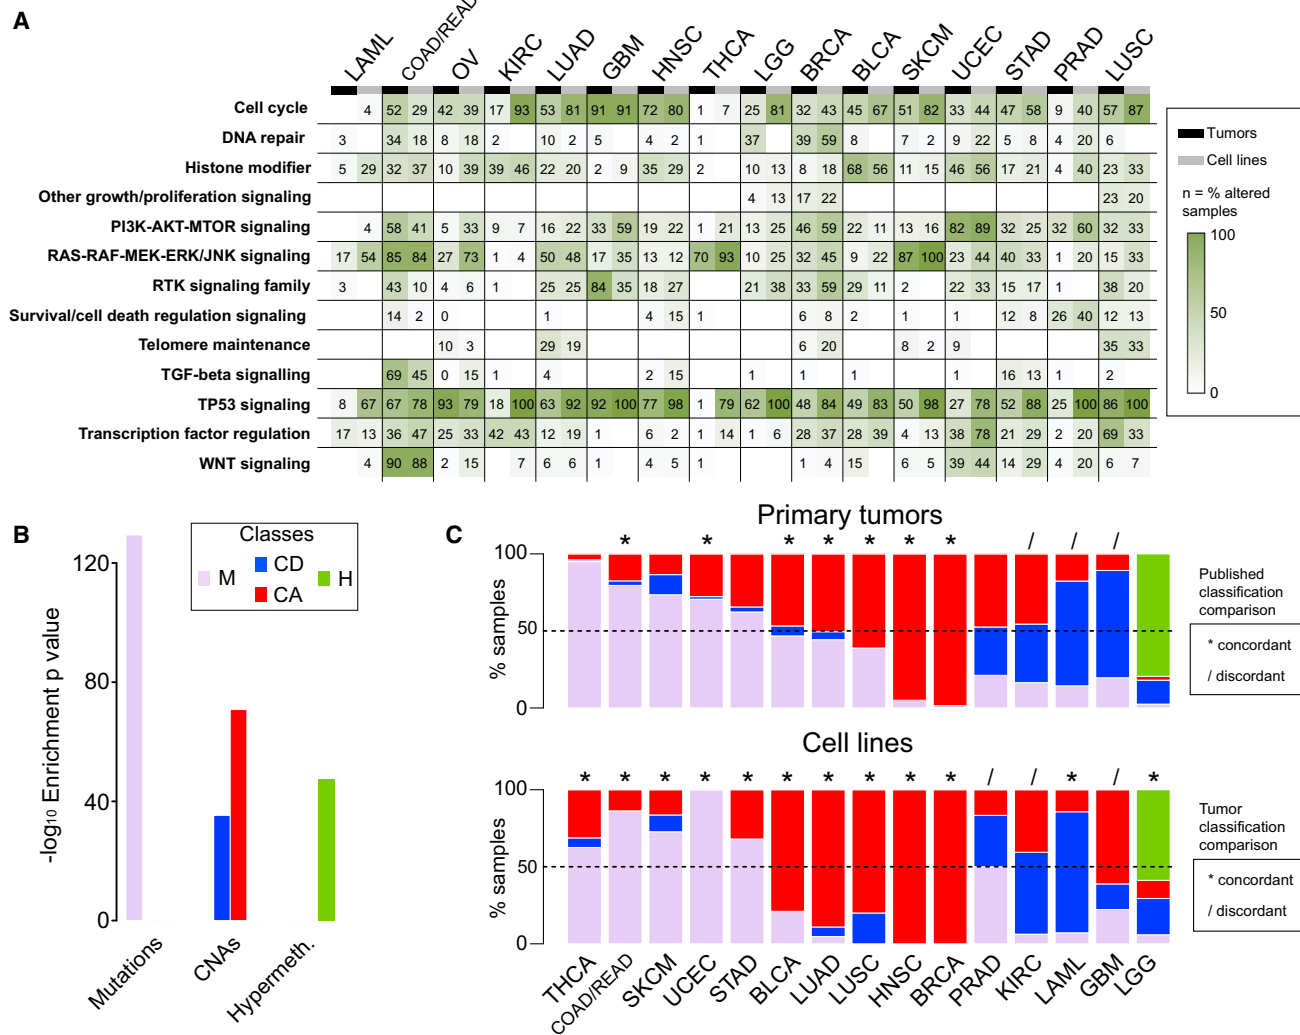 A
LAML COAD/READ OV KIRC LUAD GBM HNSC THCA LGG BRCA BLCA SKCM UCEC STAD PRAD LUSC
Cell cycle 4 52 29 42 39 17 93 53 81 91 91 72 80 1 7 25 81 32 43 45 67 51 82 33 44 47 58 9 40 57 87
DNA repair 3 34 18 8 18 2 10 2 5 4 2 1 37 39 59 8 7 2 9 22 5 8 4 20 6
Histone modifier 5 29 32 37 10 39 39 46 22 20 2 9 35 29 2 10 13 8 18 68 56 11 15 46 56 17 21 4 40 23 33
Other growth/proliferation signaling 4 13 17 22 23 20
PI3K-AKT-MTOR signaling 4 58 41 5 33 9 7 16 22 33 59 19 22 1 21 13 25 46 59 22 11 13 16 82 89 32 25 32 60 32 33
RAS-RAF-MEK-ERK/JNK signaling 17 54 85 84 27 73 1 4 50 48 17 35 13 12 70 93 10 25 32 45 9 22 87 100 23 44 40 33 1 20 15 33
RTK signaling family 3 43 10 4 6 1 25 25 84 35 18 27 21 38 33 59 29 11 2 22 33 15 17 1 38 20
Survival/cell death regulation signaling 14 2 0 1 4 15 1 6 8 2 1 1 12 8 26 40 12 13
Telomere maintenance 10 3 29 19 6 20 8 2 9 35 33
TGF-beta signalling 69 45 0 15 1 4 2 15 1 1 1 1 16 13 1 2
TP53 signaling 8 67 67 78 93 79 18 100 63 92 92 100 77 98 1 79 62 100 48 84 49 83 50 98 27 78 52 88 25 100 86 100
Transcription factor regulation 17 13 36 47 25 33 42 43 12 19 1 6 2 1 14 1 6 28 37 28 39 4 13 38 78 21 29 2 20 69 33
WNT signaling 4 90 88 2 15 7 6 6 1 4 5 1 1 4 15 6 5 39 44 14 29 4 20 6 7
Tumors
Cell lines
n = % altered
samples
100
50
0
B
Classes
M
CD
CA
H
-log10 Enrichment p value
120
80
40
0
Mutations
CNAs
Hypermeth.
C
Primary tumors
* * * * * * * / / /
% samples
100
50
0
Published
classification
comparison
* concordant
/ discordant
Cell lines
* * * * * * * * * * / / * / *
% samples
100
50
0
Tumor
classification
comparison
* concordant
/ discordant
THCA COAD/READ SKCM UCEC STAD BLCA LUAD LUSC HNSC BRCA PRAD KIRC LAML GBM LGG